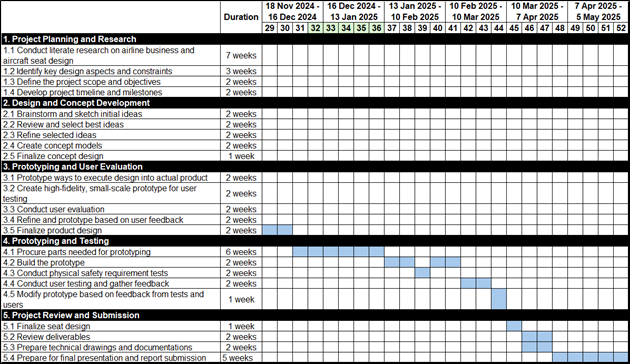 Duration 18 Nov 2024 - 16 Dec 2024 - 13 Jan 2025 - 10 Feb 2025 - 10 Mar 2025 - 7 Apr 2025 -
16 Dec 2024 13 Jan 2025 10 Feb 2025 10 Mar 2025 7 Apr 2025 5 May 2025
29 30 31 32 33 34 35 36 37 38 39 40 41 42 43 44 45 46 47 48 49 50 51 52
1. Project Planning and Research
1.1 Conduct literate research on airline business and
aircraft seat design 7 weeks
1.2 Identify key design aspects and constraints 3 weeks
1.3 Define the project scope and objectives 2 weeks
1.4 Develop project timeline and milestones 2 weeks
2. Design and Concept Development
2.1 Brainstorm and sketch initial ideas 2 weeks
2.2 Review and select best ideas 2 weeks
2.3 Refine selected ideas 2 weeks
2.4 Create concept models 2 weeks
2.5 Finalize concept design 1 week
3. Prototyping and User Evaluation
3.1 Prototype ways to execute design into actual product 2 weeks
3.2 Create high-fidelity, small-scale prototype for user
testing 2 weeks
3.3 Conduct user evaluation 2 weeks
3.4 Refine and prototype based on user feedback 2 weeks
3.5 Finalize product design 2 weeks
4. Prototyping and Testing
4.1 Procure parts needed for prototyping 6 weeks
4.2 Build the prototype 2 weeks
4.3 Conduct physical safety requirement tests 2 weeks
4.4 Conduct user testing and gather feedback 2 weeks
4.5 Modify prototype based on feedback from tests and
users 1 week
5. Project Review and Submission
5.1 Finalize seat design 1 week
5.2 Review deliverables 2 weeks
5.3 Prepare technical drawings and documentations 2 weeks
5.4 Prepare for final presentation and report submission 5 weeks